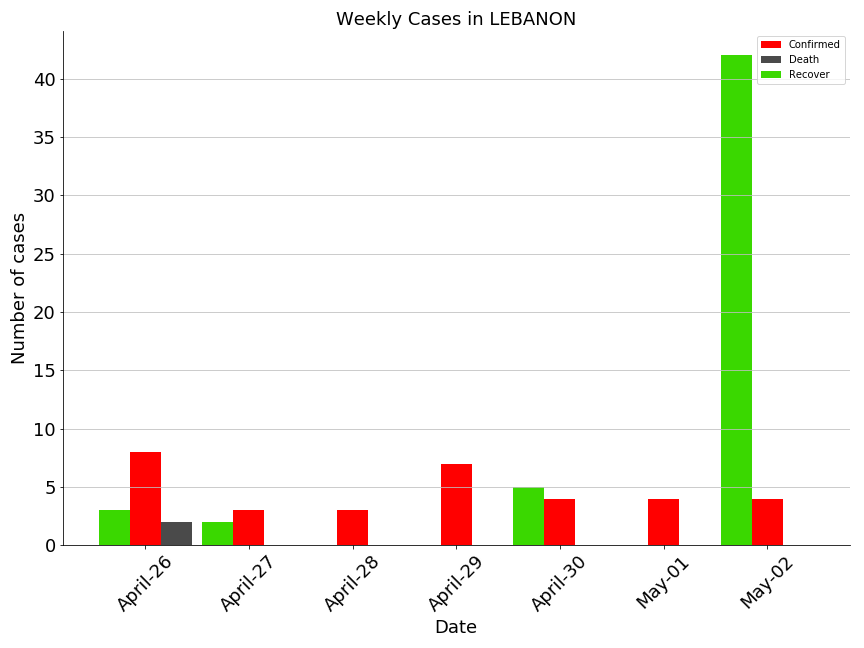 Weekly Cases in LEBANON
Confirmed
Death
Recover
Number of cases
40
35
30
25
20
15
10
5
0
April-26
April-27
April-28
April-29
April-30
May-01
May-02
Date